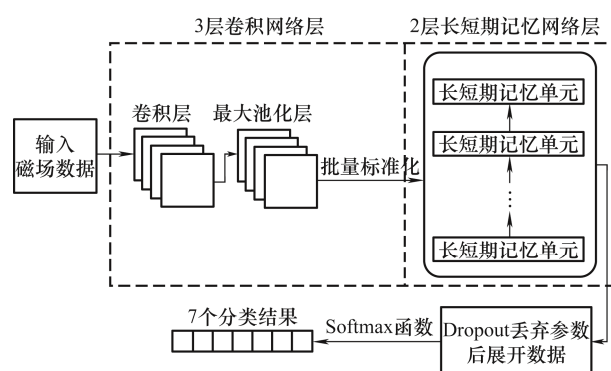 3层卷积网络层
2层长短期记忆网络层
输入
磁场数据
卷积层
最大池化层
批量标准化
长短期记忆单元
长短期记忆单元
⋮
长短期记忆单元
7个分类结果
Softmax函数
Dropout丢弃参数
后展开数据